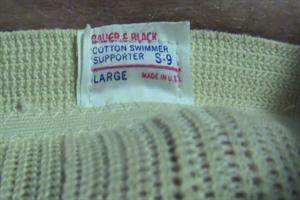 BAUER & BLACK
COTTON SWIMMER
SUPPORTER S-9
LARGE MADE IN U.S.A.